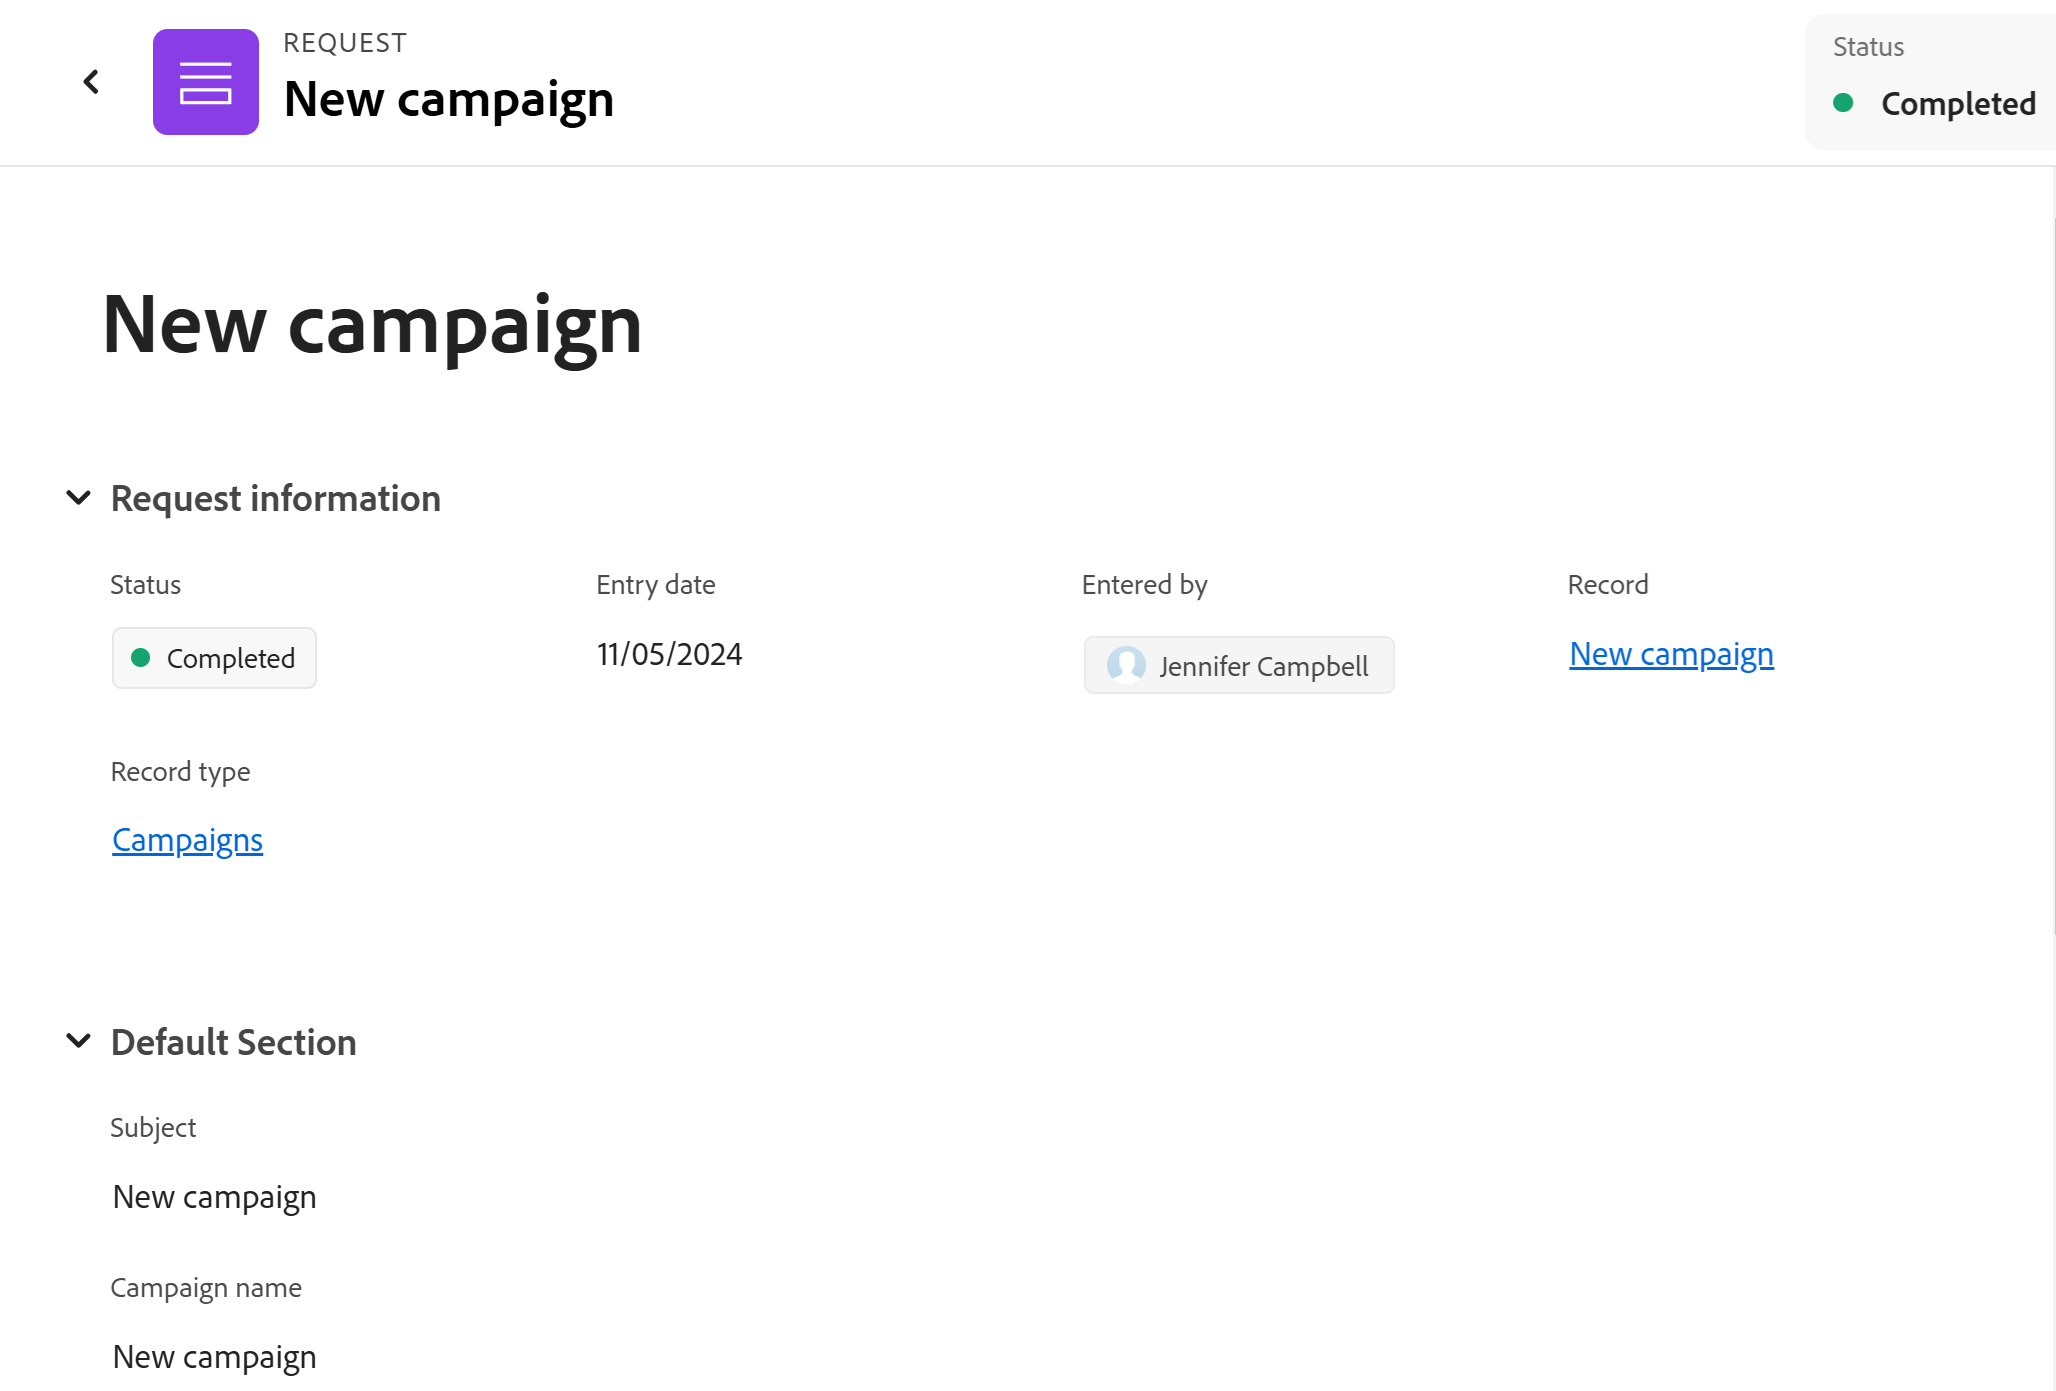 REQUEST
New campaign
Status
Completed
New campaign
Request information
Status
Entry date
Entered by
Record
Completed
11/05/2024
Jennifer Campbell
New campaign
Record type
Campaigns
Default Section
Subject
New campaign
Campaign name
New campaign